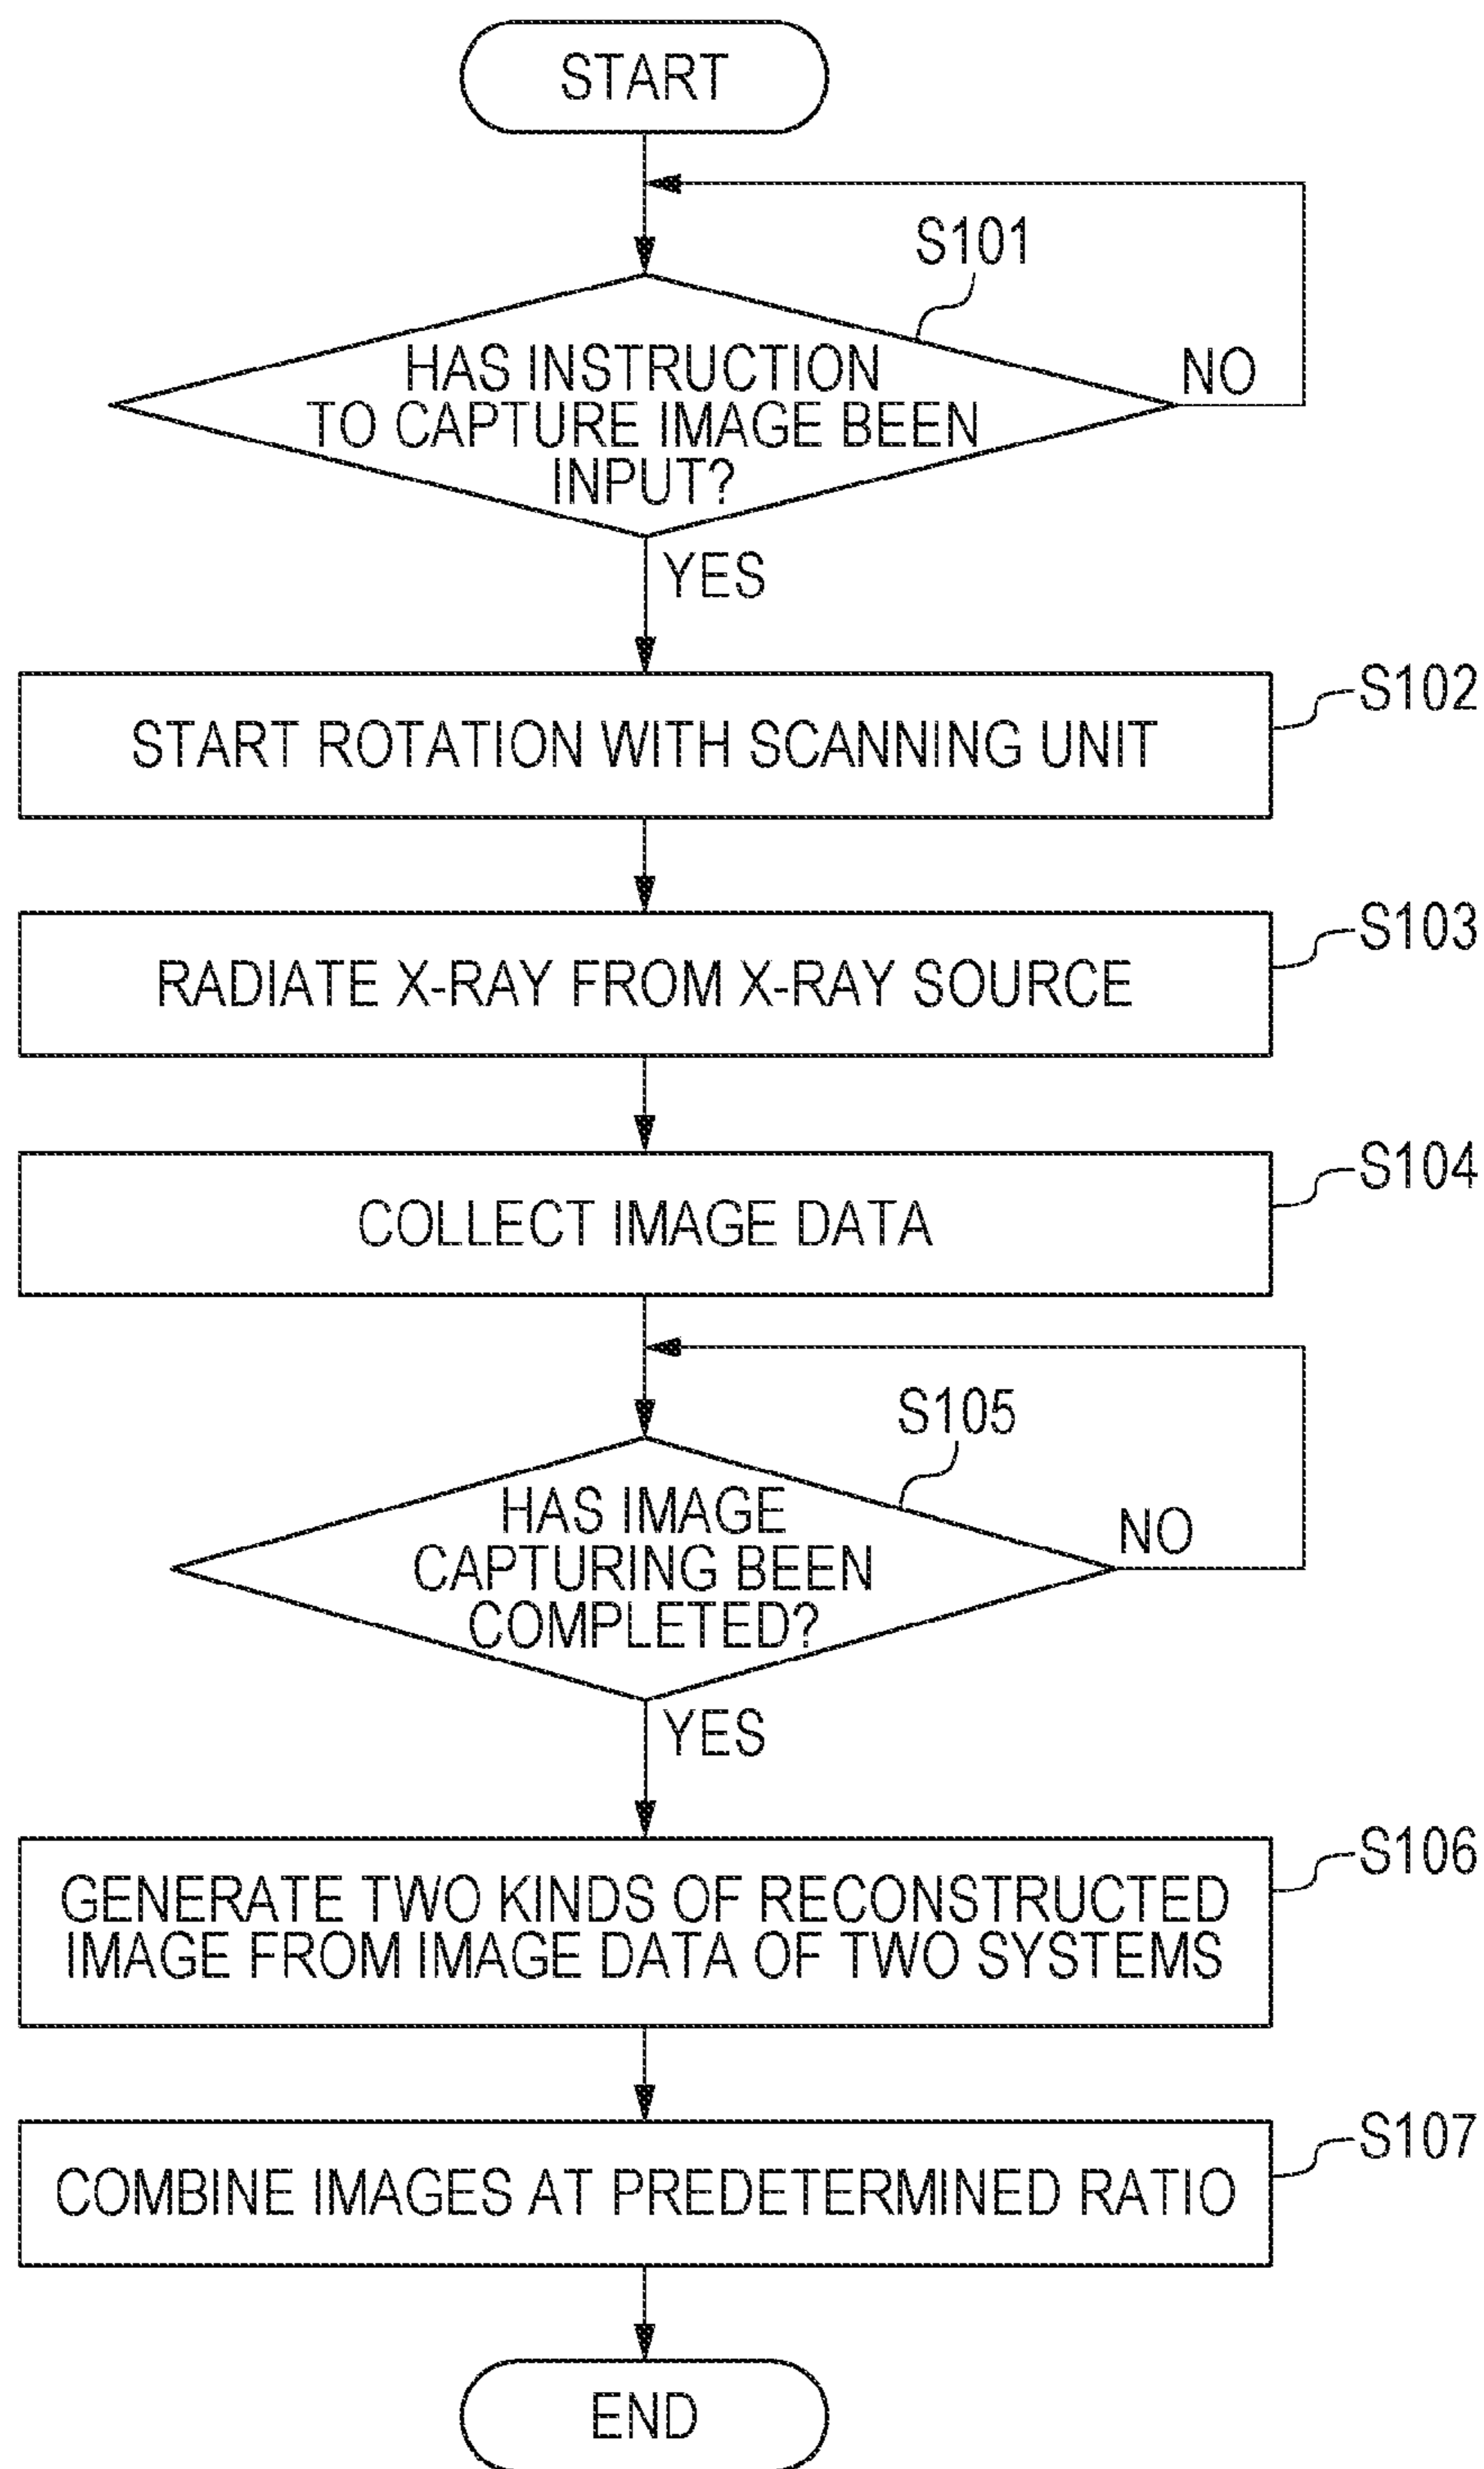 START
S101
HAS INSTRUCTION
TO CAPTURE IMAGE BEEN
INPUT?
NO
YES
S102
START ROTATION WITH SCANNING UNIT
S103
RADIATE X-RAY FROM X-RAY SOURCE
S104
COLLECT IMAGE DATA
S105
HAS IMAGE
CAPTURING BEEN
COMPLETED?
NO
YES
S106
GENERATE TWO KINDS OF RECONSTRUCTED
IMAGE FROM IMAGE DATA OF TWO SYSTEMS
S107
COMBINE IMAGES AT PREDETERMINED RATIO
END